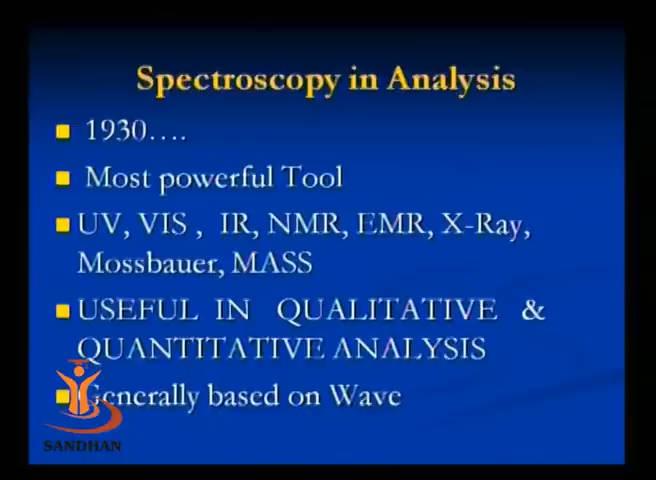 Spectroscopy in Analysis
1930….
Most powerful Tool
UV, VIS , IR, NMR, EMR, X-Ray,
Mossbauer, MASS
USEFUL IN QUALITATIVE &
QUANTITATIVE ANALYSIS
Generally based on Wave
SANDHAN